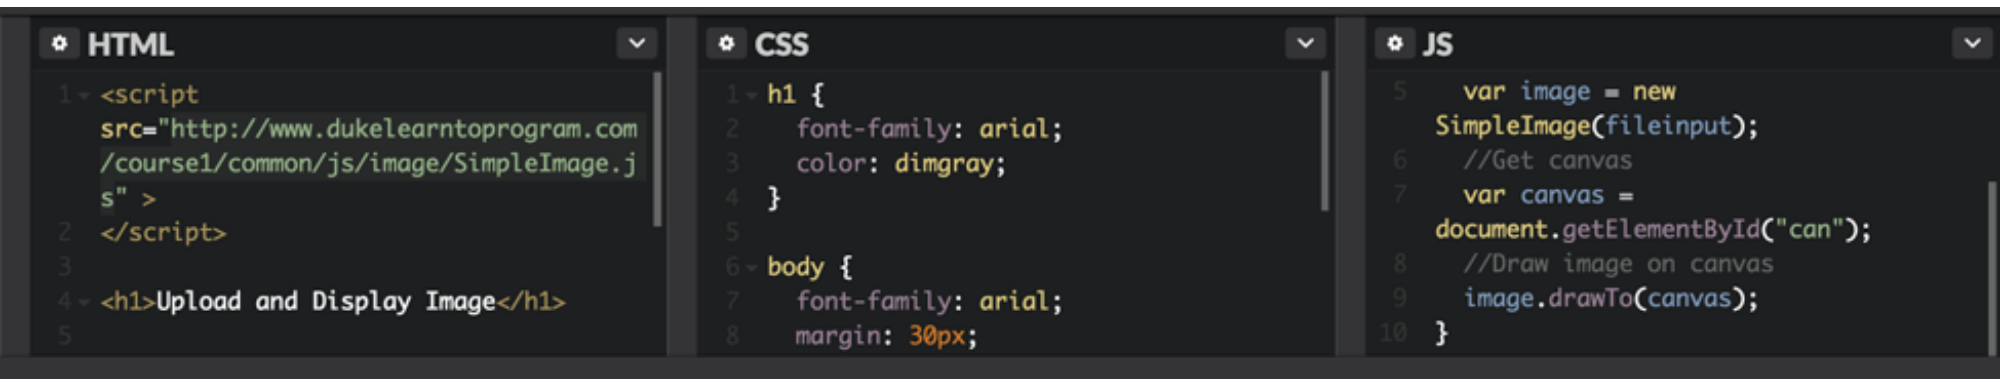 HTML
1 <script
src="http://www.dukelearntoprogram.com
/course1/common/js/image/SimpleImage.j
s" >
2 </script>
3
4 <h1>Upload and Display Image</h1>
5
CSS
1 h1 {
2 font-family: arial;
3 color: dimgray;
4 }
5
6 body {
7 font-family: arial;
8 margin: 30px;
JS
5 var image = new
SimpleImage(fileinput);
6 //Get canvas
7 var canvas =
document.getElementById("can");
8 //Draw image on canvas
9 image.drawTo(canvas);
10 }